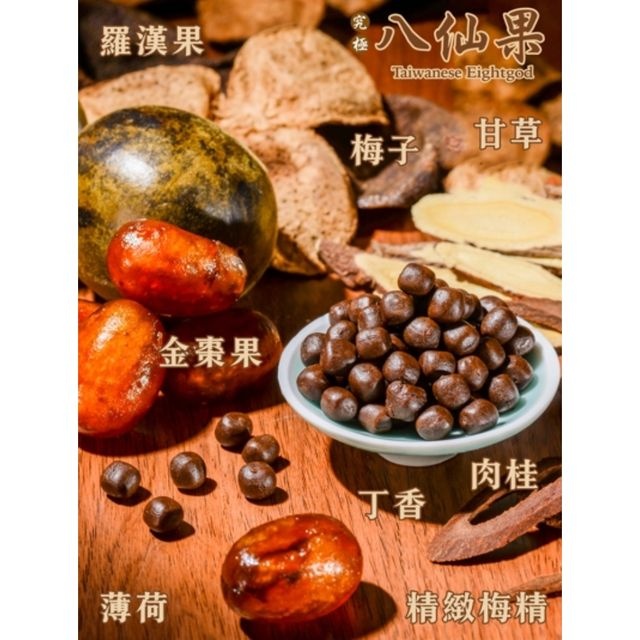 羅漢果
究極
八仙果
Taiwanese Eightgod
梅子
甘草
金棗果
肉桂
丁香
薄荷
精緻梅精